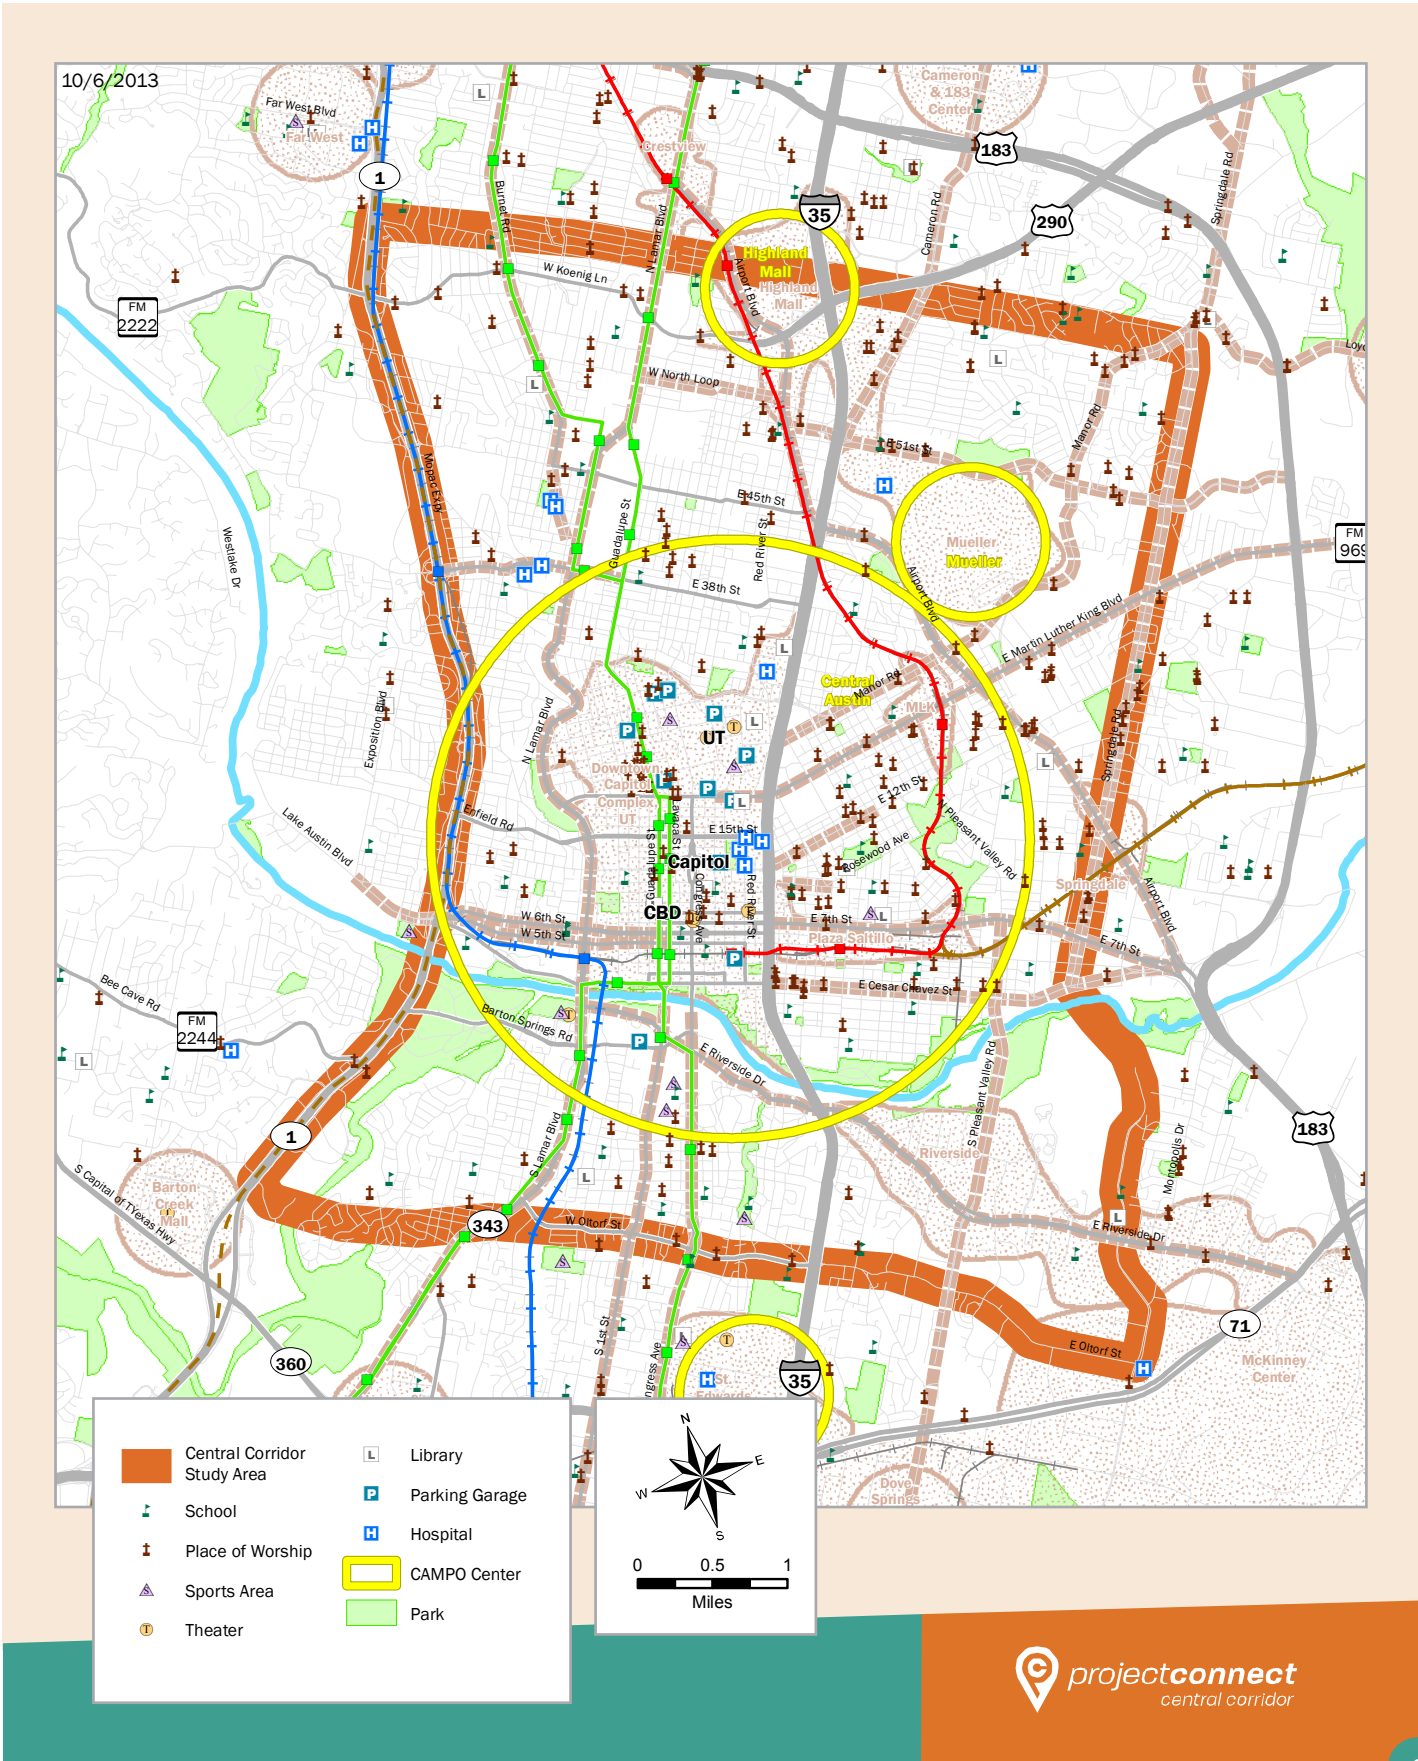 10/6/2013
Far West Blvd
Far West
1
Crestview
Cameron
& 183
Center
183
35
290
Springdale Rd
Cameron Rd
Burnet Rd
N Lamar Blvd
Airport Blvd
Highland
Mall
Highland
Mall
W Koenig Ln
FM
2222
W North Loop
Manor Rd
E 51st St
Mopac Expy
E 45th St
Guadalupe St
Red River St
Westlake Dr
Mueller
Mueller
FM
E 38th St
Airport Blvd
E Martin Luther King Blvd
Central
Austin
Manor Rd
MLK
Exposition Blvd
N Lamar Blvd
UT
Springdale Rd
Downtown
Capitol
Complex
UT
E 12th St
N Pleasant Valley Rd
Lake Austin Blvd
Enfield Rd
Lavaca St
E 15th St
Guadalupe St
Rosewood Ave
Capitol
Congress Ave
Red River St
Springdale
Airport Blvd
CBD
W 6th St
W 5th St
E 7th St
Plaza Saltillo
E 7th St
Bee Cave Rd
E Cesar Chavez St
FM
2244
Barton Springs Rd
E Riverside Dr
S Pleasant Valley Rd
1
S Lamar Blvd
Riverside
Montopolis Dr
183
S Capital of TYexas Hwy
Barton
Creek
Mall
343
W Oltorf St
E Riverside Dr
S 1st St
71
E Oltorf St
360
35
St.
Edwards
McKinney
Center
Dove
Springs
Central Corridor
Study Area
School
Place of Worship
Sports Area
Theater
Library
Parking Garage
Hospital
CAMPO Center
Park
N
E
W
S
0 0.5 1
Miles
projectconnect
central corridor